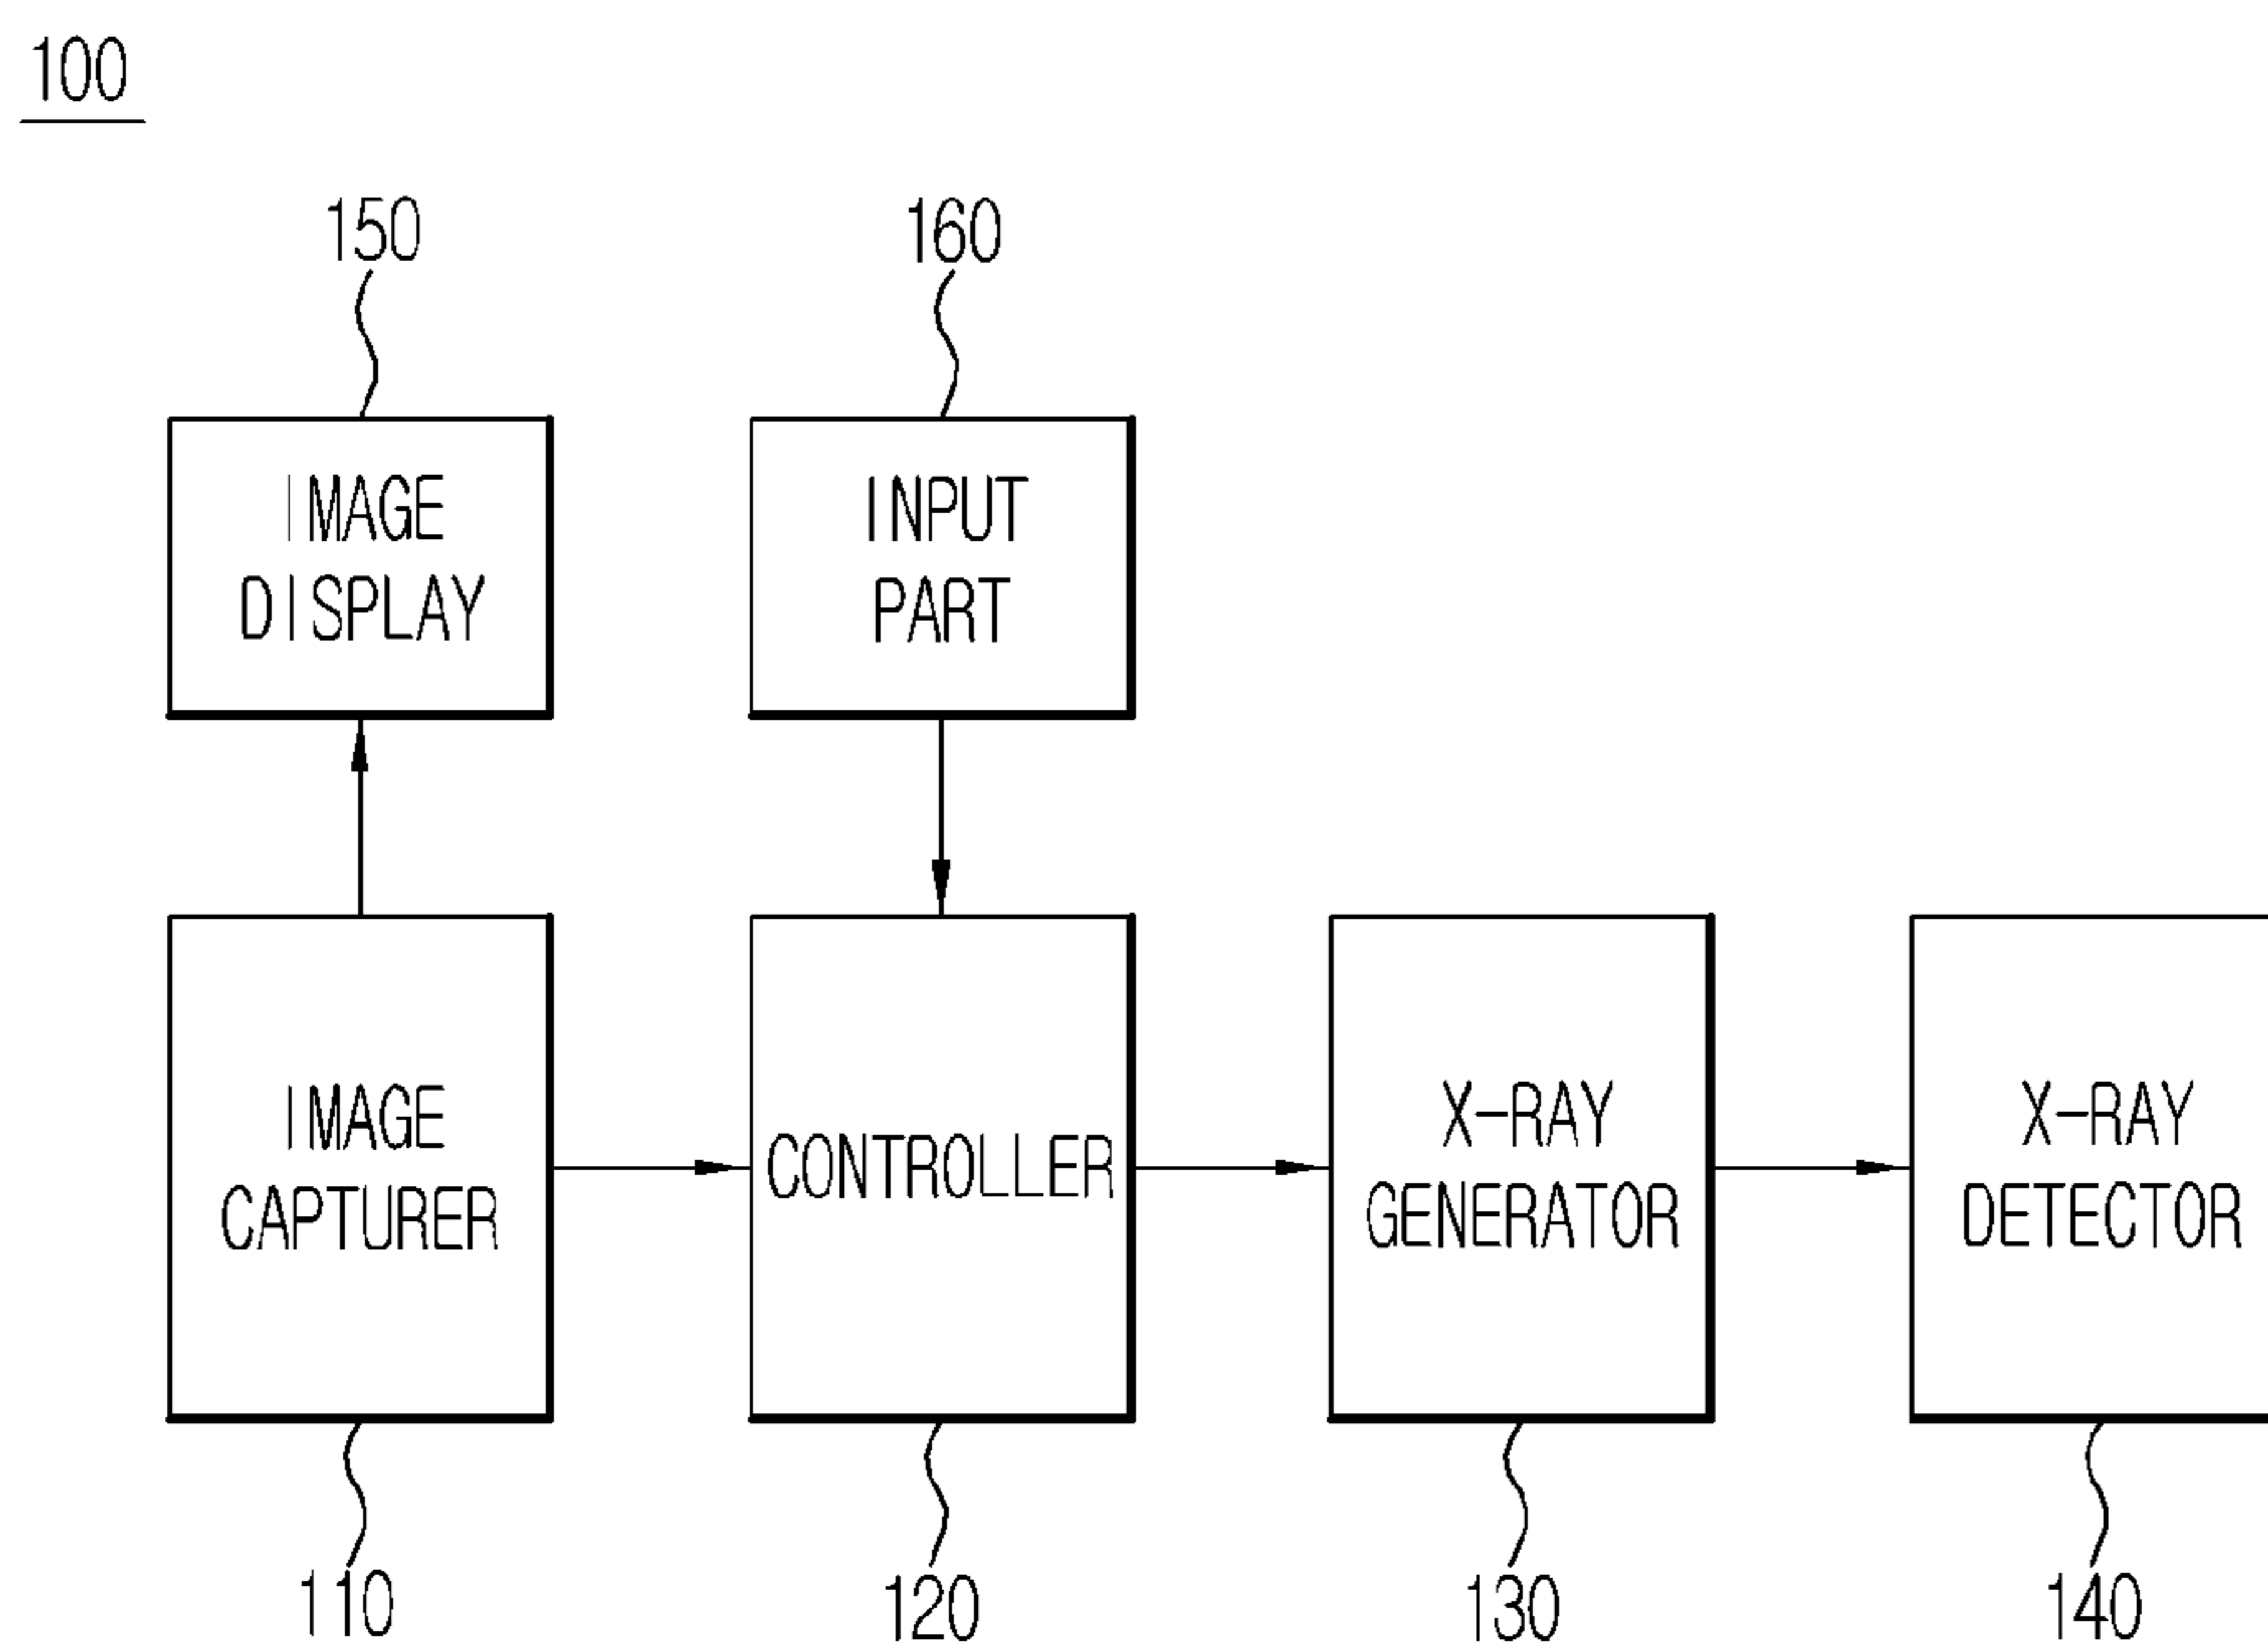 100
150
160
IMAGE
DISPLAY
INPUT
PART
IMAGE
CAPTURER
CONTROLLER
X-RAY
GENERATOR
X-RAY
DETECTOR
110
120
130
140